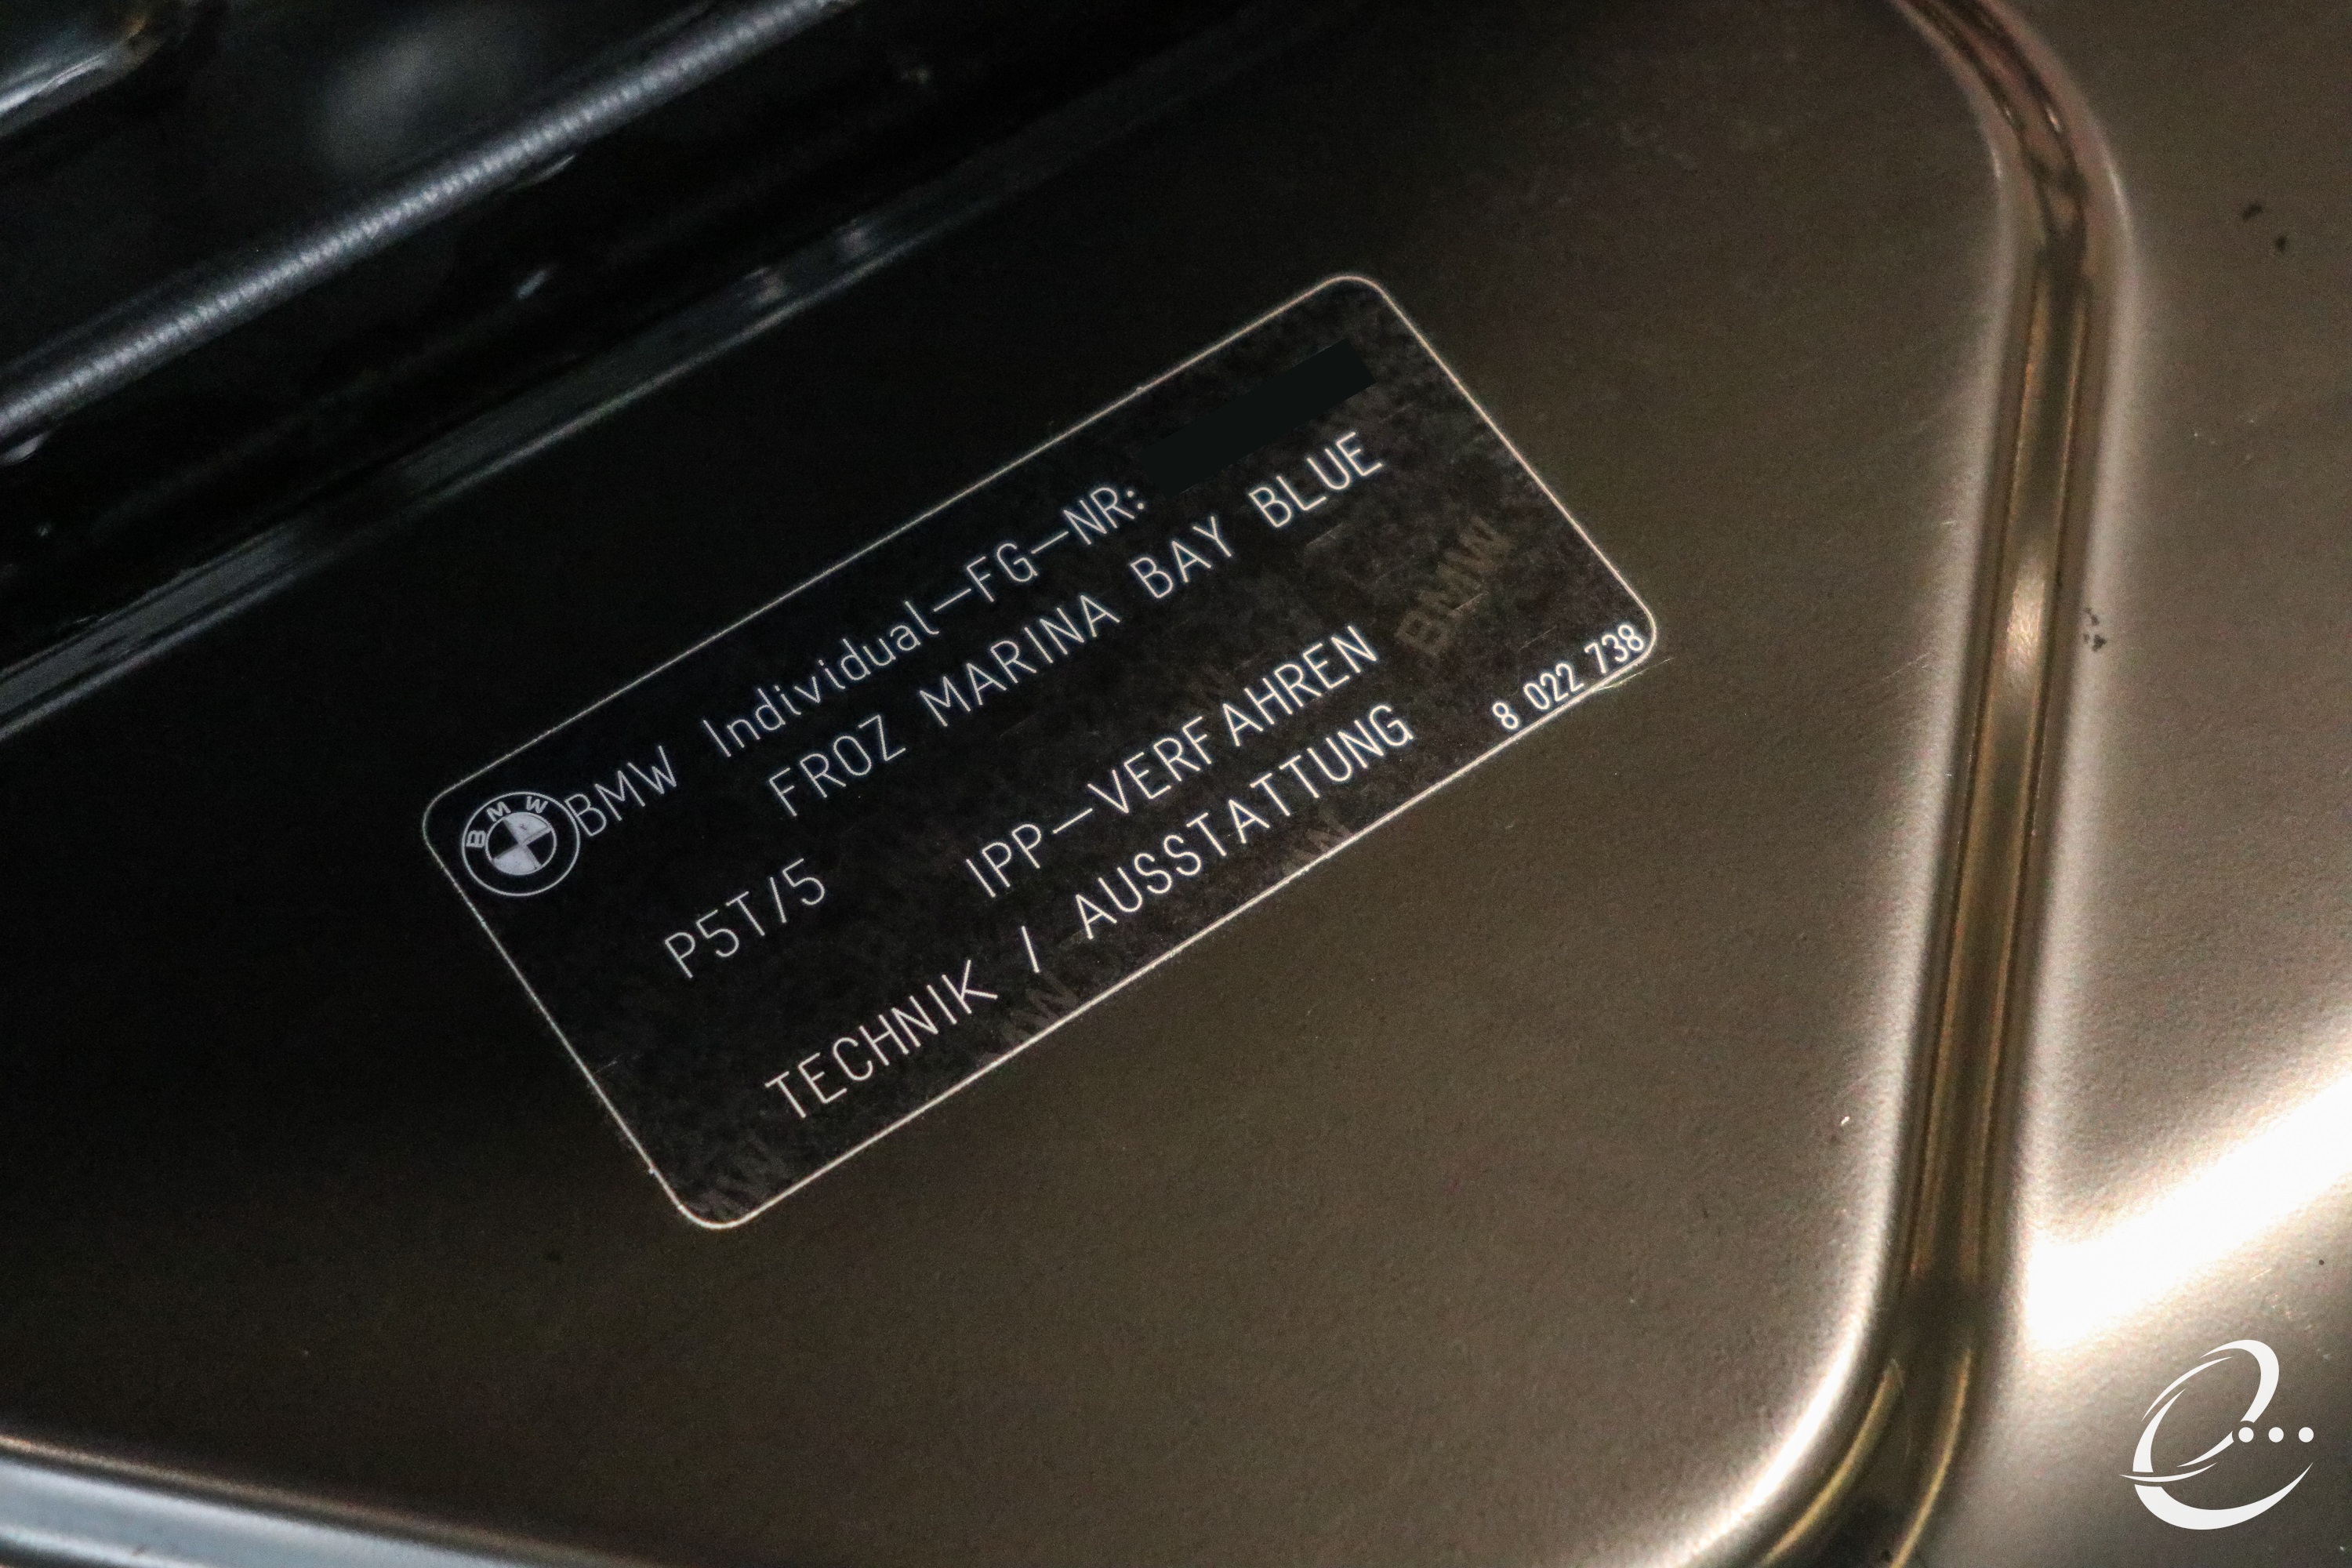 BMW Individual-FG-NR:
FROZ MARINA BAY BLUE
P5T/5 IPP-VERFAHREN
TECHNIK / AUSSTATTUNG
8 022 738
BMW
BMW